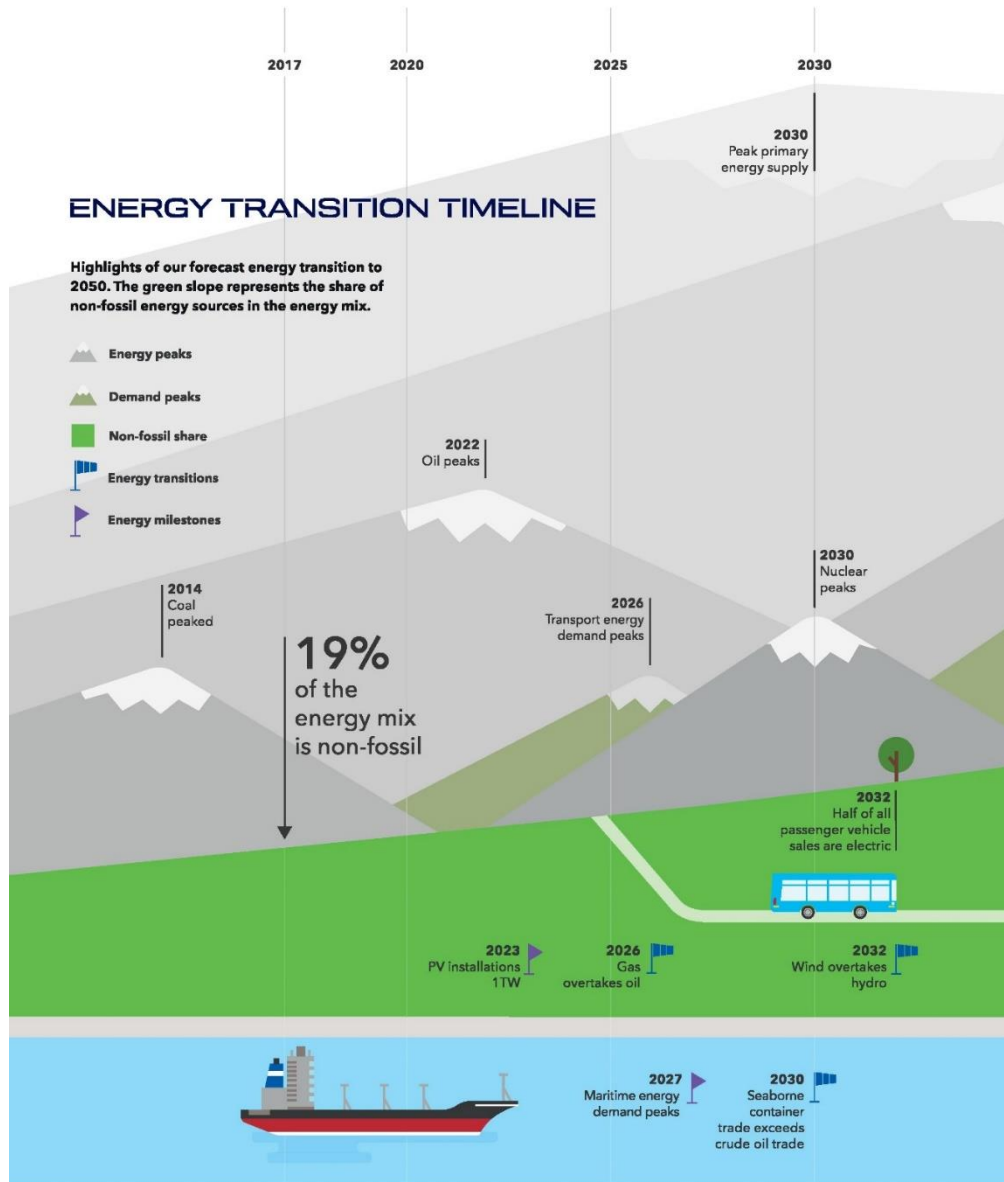 2017
2020
2025
2030
2030
Peak primary
energy supply
ENERGY TRANSITION TIMELINE
Highlights of our forecast energy transition to
2050. The green slope represents the share of
non-fossil energy sources in the energy mix.
Energy peaks
Demand peaks
Non-fossil share
Energy transitions
Energy milestones
2022
Oil peaks
2014
Coal
peaked
19%
of the
energy mix
is non-fossil
2026
Transport energy
demand peaks
2030
Nuclear
peaks
2032
Half of all
passenger vehicle
sales are electric
2023
PV installations
1TW
2026
Gas
overtakes oil
2032
Wind overtakes
hydro
2027
Maritime energy
demand peaks
2030
Seaborne
container
trade exceeds
crude oil trade